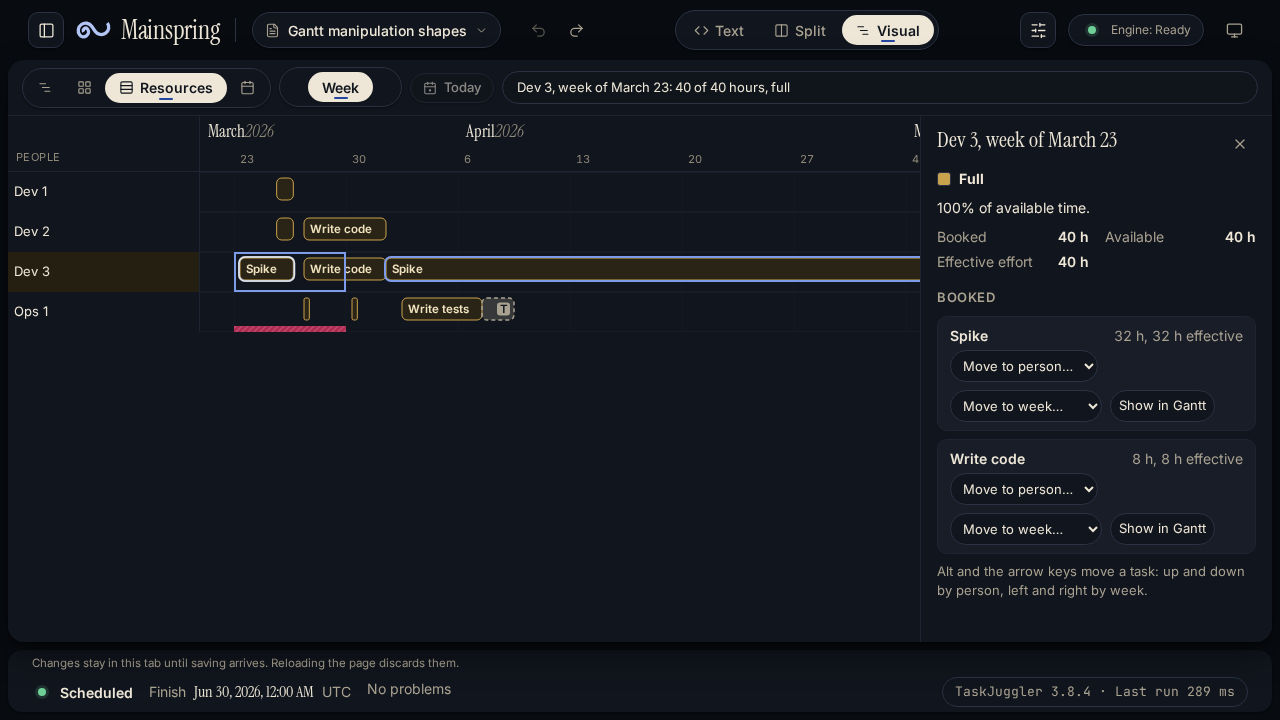 Mainspring
Gantt manipulation shapes
Text
Split
Visual
Engine: Ready
Resources
Week
Today
Dev 3, week of March 23: 40 of 40 hours, full
PEOPLE
March 2026
April 2026
23
30
6
13
20
27
Dev 1
Dev 2
Write code
Dev 3
Spike
Write code
Spike
Ops 1
Write tests
T
Dev 3, week of March 23
Full
100% of available time.
Booked 40 h Available 40 h
Effective effort 40 h
BOOKED
Spike 32 h, 32 h effective
Move to person...
Move to week... Show in Gantt
Write code 8 h, 8 h effective
Move to person...
Move to week... Show in Gantt
Alt and the arrow keys move a task: up and down
by person, left and right by week.
Changes stay in this tab until saving arrives. Reloading the page discards them.
Scheduled Finish Jun 30, 2026, 12:00 AM UTC No problems
TaskJuggler 3.8.4 · Last run 289 ms